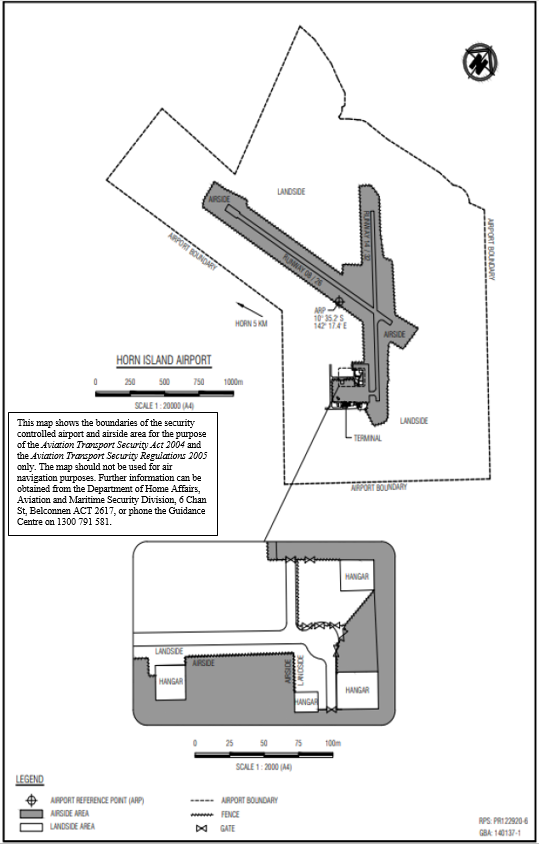 N
LANDSIDE
AIRSIDE
RUNWAY 14 / 32
AIRPORT BOUNDARY
AIRPORT BOUNDARY
RUNWAY 08 / 26
ARP
10° 35.2' S
142° 17.4' E
HORN 5 KM
AIRSIDE
HORN ISLAND AIRPORT
0 250 500 750 1000m
SCALE 1 : 20000 (A4)
LANDSIDE
TERMINAL
AIRPORT BOUNDARY
This map shows the boundaries of the security
controlled airport and airside area for the purpose
of the Aviation Transport Security Act 2004 and
the Aviation Transport Security Regulations 2005
only. The map should not be used for air
navigation purposes. Further information can be
obtained from the Department of Home Affairs,
Aviation and Maritime Security Division, 6 Chan
St, Belconnen ACT 2617, or phone the Guidance
Centre on 1300 791 581.
HANGAR
LANDSIDE
AIRSIDE
AIRSIDE
LANDSIDE
HANGAR
HANGAR
HANGAR
0 25 50 75 100m
SCALE 1 : 2000 (A4)
LEGEND
AIRPORT REFERENCE POINT (ARP)
AIRSIDE AREA
LANDSIDE AREA
AIRPORT BOUNDARY
FENCE
GATE
RPS: PR122920-6
GBA: 140137-1